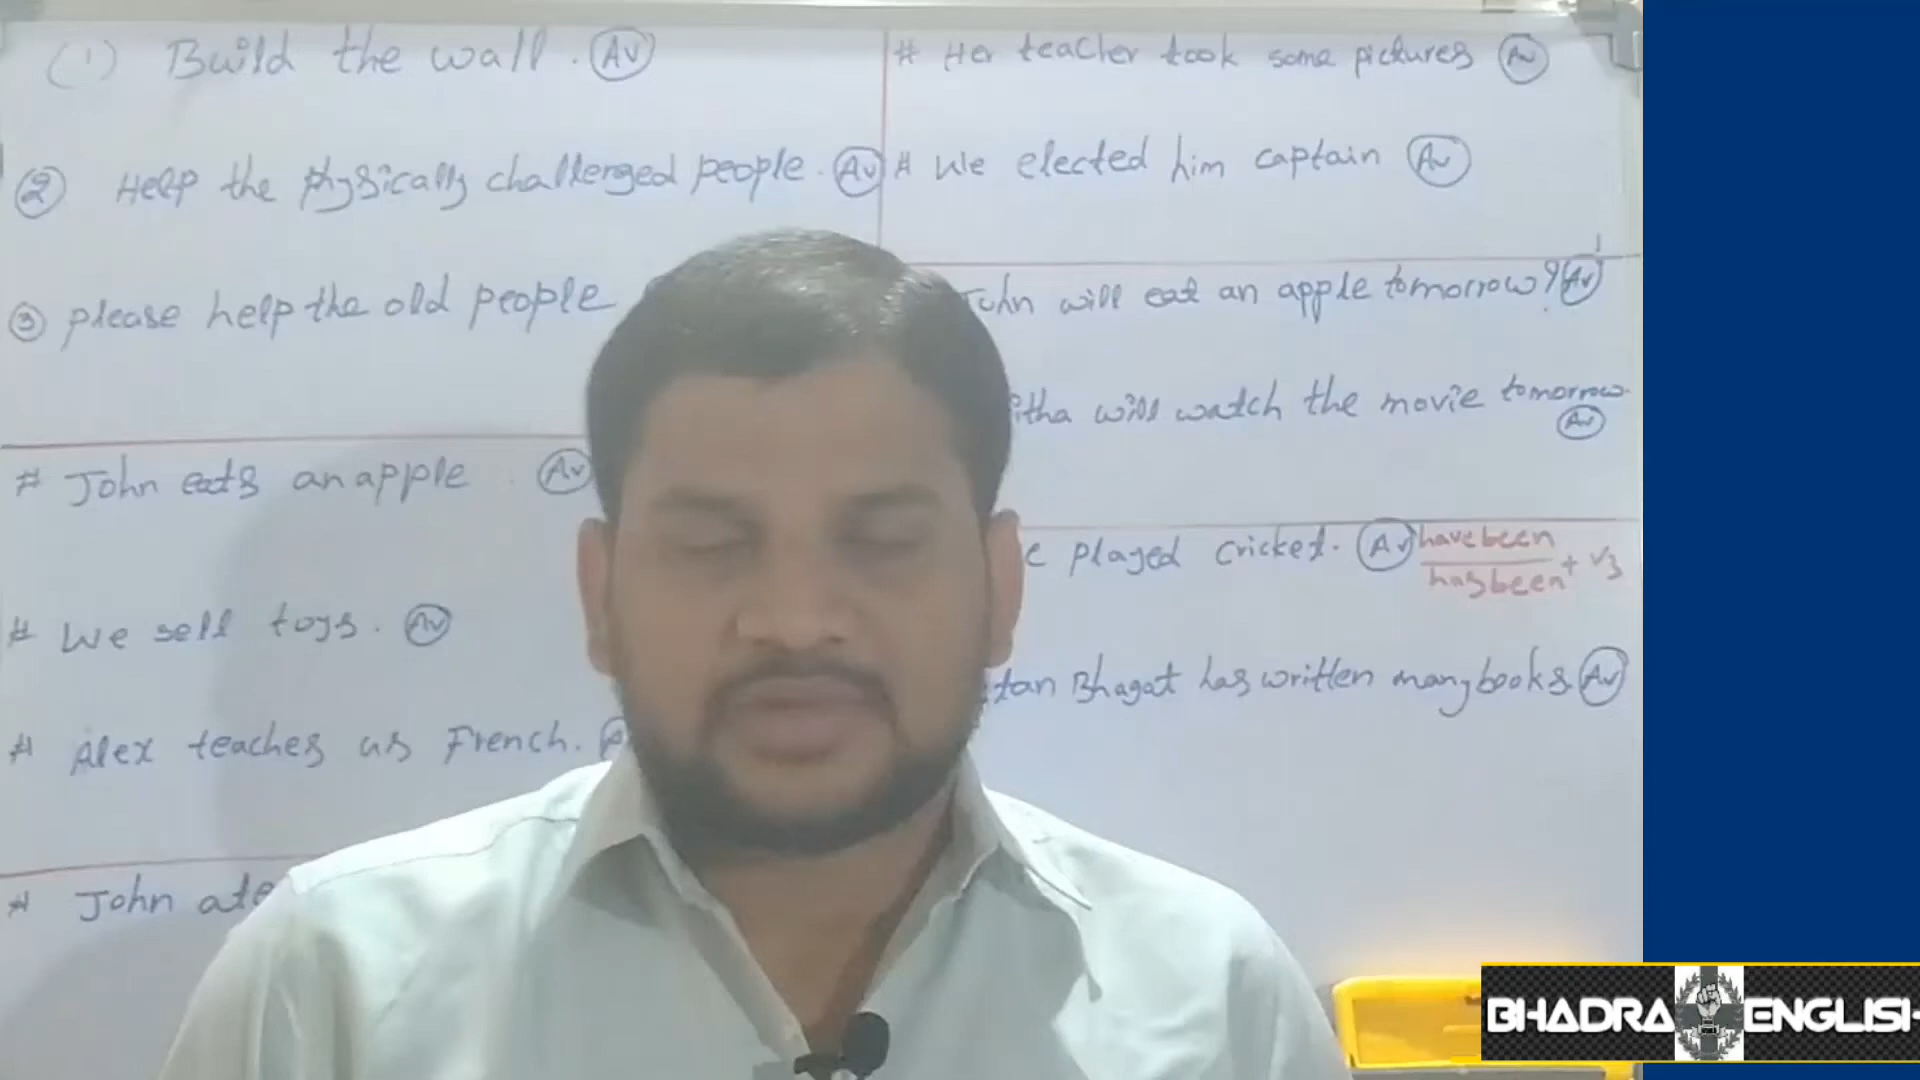 (1) Build the wall. AV
② Help the physically challenged people. AV
③ please help the old people
# John eats an apple. AV
# We sell toys. AV
# Alex teaches us French.
# John ate
# Her teacher took some pictures AV
# We elected him captain AV
John will eat an apple tomorrow? AV
will watch the movie tomorrow. AV
played cricket. AV have been
has been + V3
Bhagat has written many books. AV
BHADRA ENGLISH